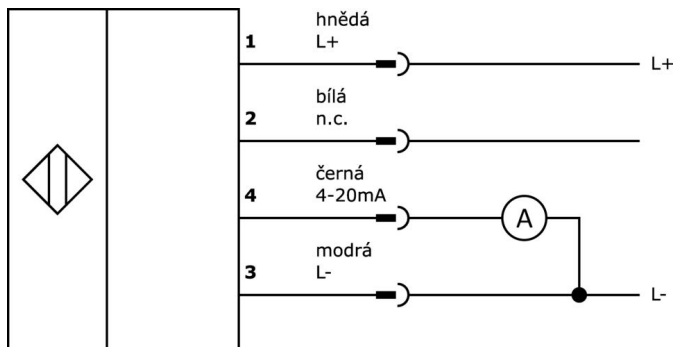 hnědá
1 L+
L+
bílá
2 n.c.
černá
4 4-20mA
A
modrá
3 L-
L-